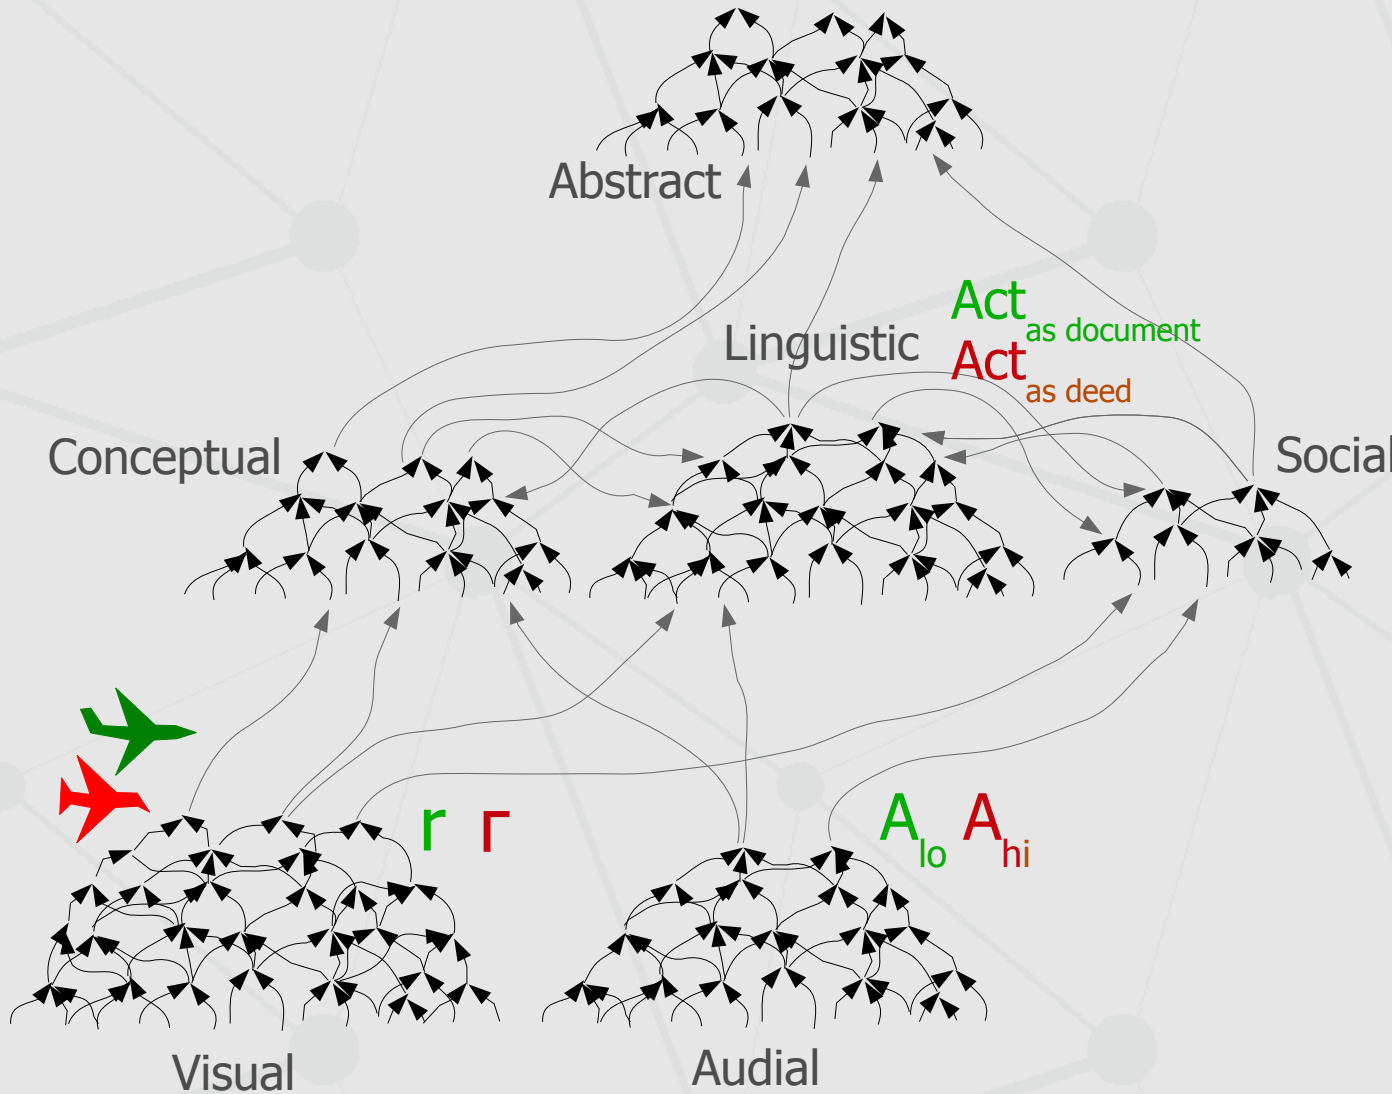 Abstract
Act as document
Linguistic
Act as deed
Conceptual
Social
r г
A lo A hi
Visual
Audial